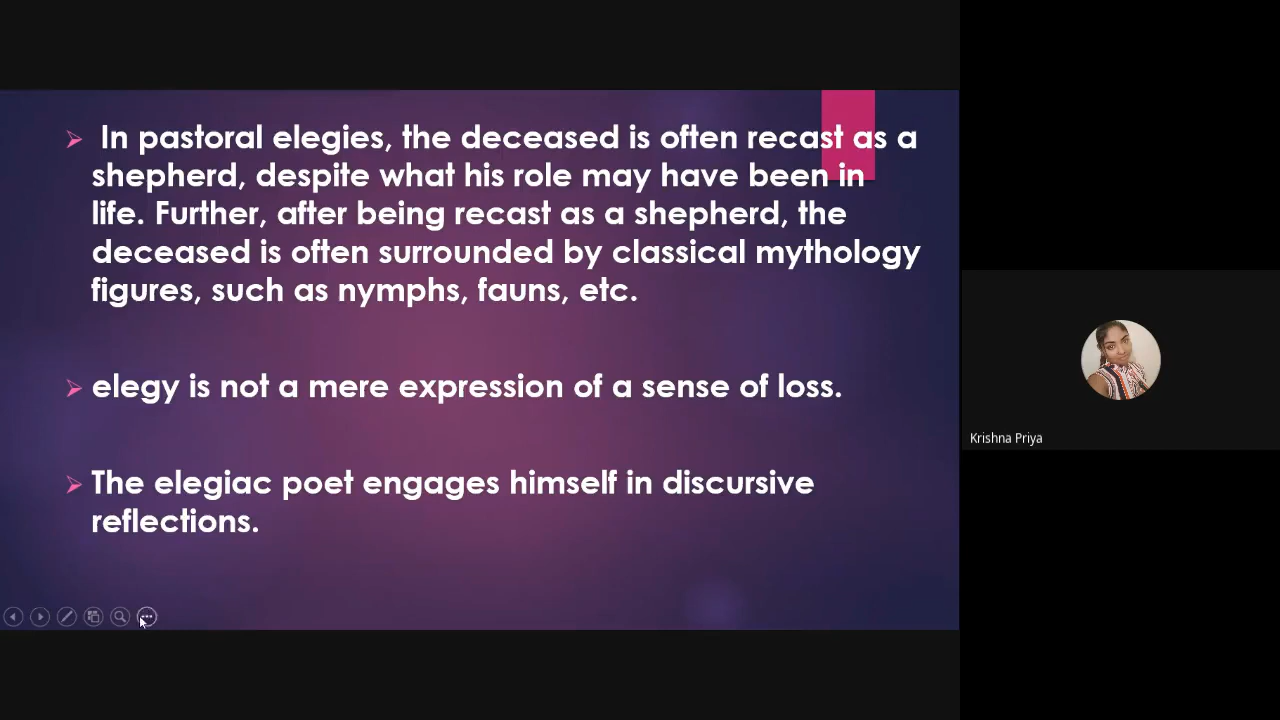 In pastoral elegies, the deceased is often recast as a
shepherd, despite what his role may have been in
life. Further, after being recast as a shepherd, the
deceased is often surrounded by classical mythology
figures, such as nymphs, fauns, etc.
elegy is not a mere expression of a sense of loss.
The elegiac poet engages himself in discursive
reflections.
Krishna Priya